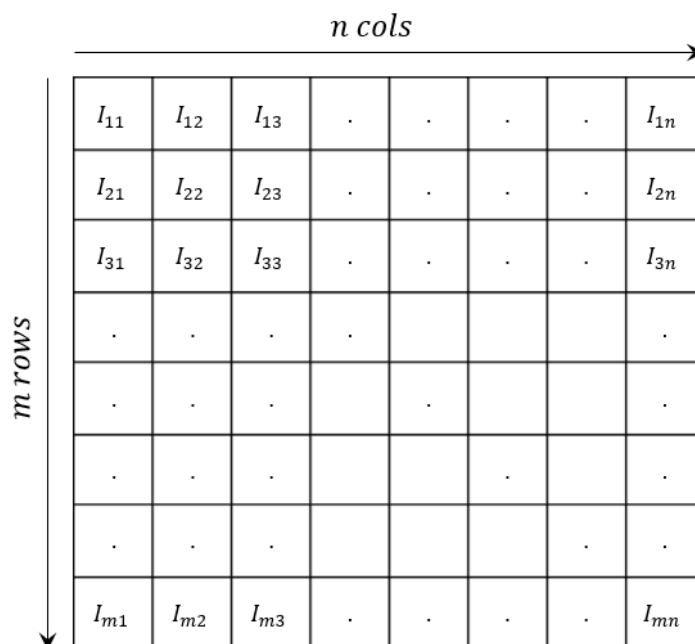 n cols
m rows
I₁₁ I₁₂ I₁₃ . . . . I₁ₙ
I₂₁ I₂₂ I₂₃ . . . . I₂ₙ
I₃₁ I₃₂ I₃₃ . . . . I₃ₙ
. . . . .
. . . . .
. . . . .
. . . . .
Iₘ₁ Iₘ₂ Iₘ₃ . . . . Iₘₙ